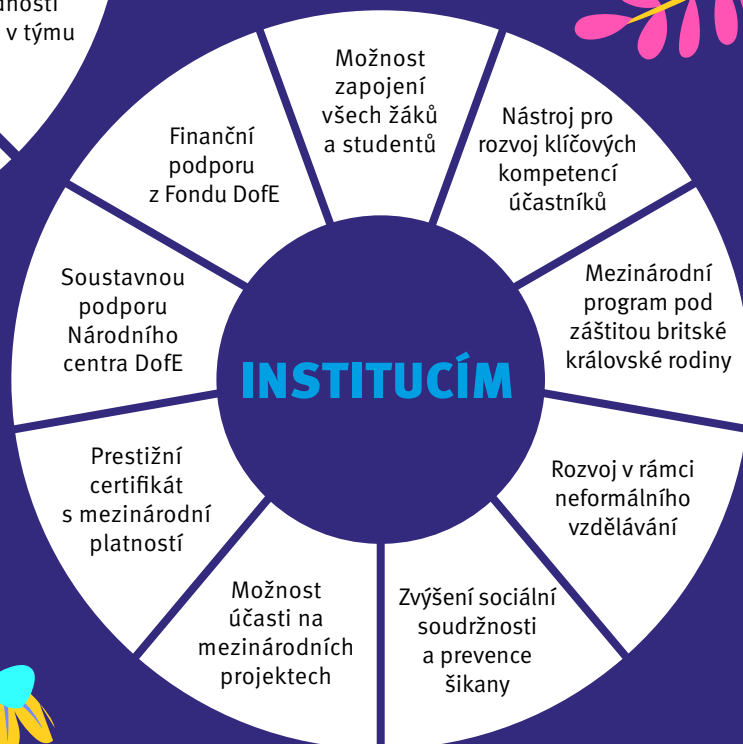 v týmu
Možnost
zapojení
všech žáků
a studentů
Nástroj pro
rozvoj klíčových
kompetencí
účastníků
Mezinárodní
program pod
záštitou britské
královské rodiny
Rozvoj v rámci
neformálního
vzdělávání
Zvýšení sociální
soudržnosti
a prevence
šikany
Možnost
účasti na
mezinárodních
projektech
Prestižní
certifikát
s mezinárodní
platností
Soustavnou
podporu
Národního
centra DofE
Finanční
podporu
z Fondu DofE
INSTITUCÍM